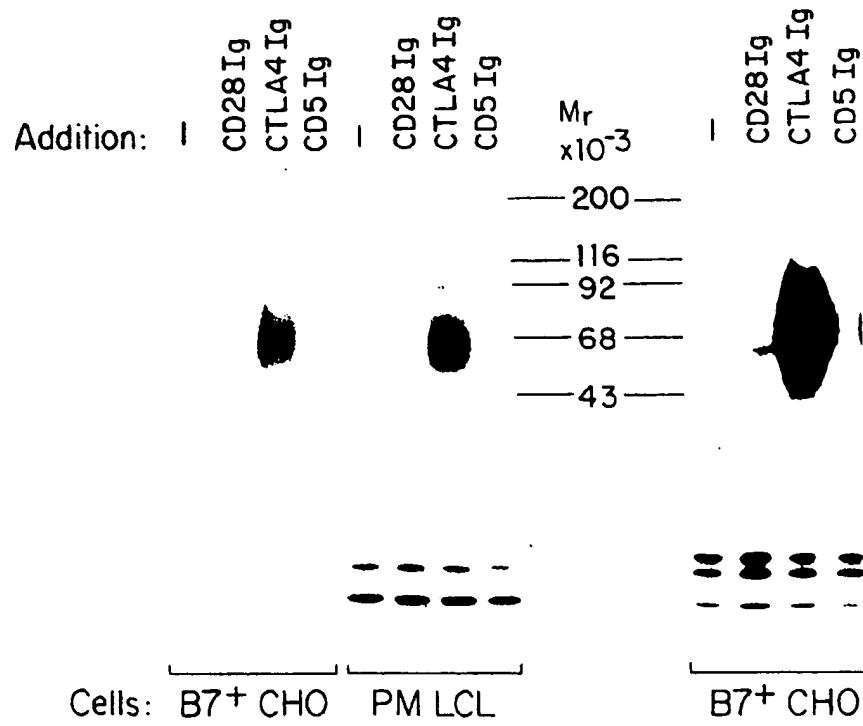 Addition: – CD28Ig CTLA4Ig CD5Ig – CD28Ig CTLA4Ig CD5Ig Mr x10-3 – CD28Ig CTLA4Ig CD5Ig
200
116
92
68
43
Cells: B7+ CHO PM LCL B7+ CHO